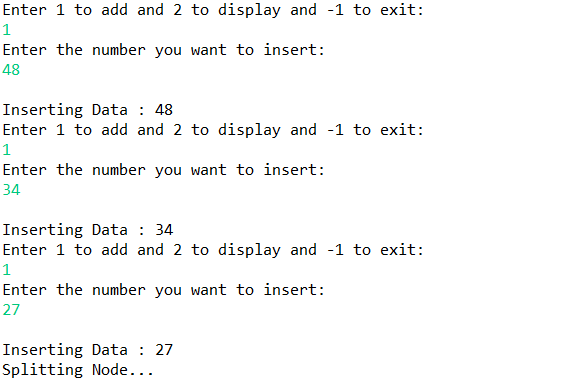 Enter 1 to add and 2 to display and -1 to exit:
1
Enter the number you want to insert:
48
Inserting Data : 48
Enter 1 to add and 2 to display and -1 to exit:
1
Enter the number you want to insert:
34
Inserting Data : 34
Enter 1 to add and 2 to display and -1 to exit:
1
Enter the number you want to insert:
27
Inserting Data : 27
Splitting Node...